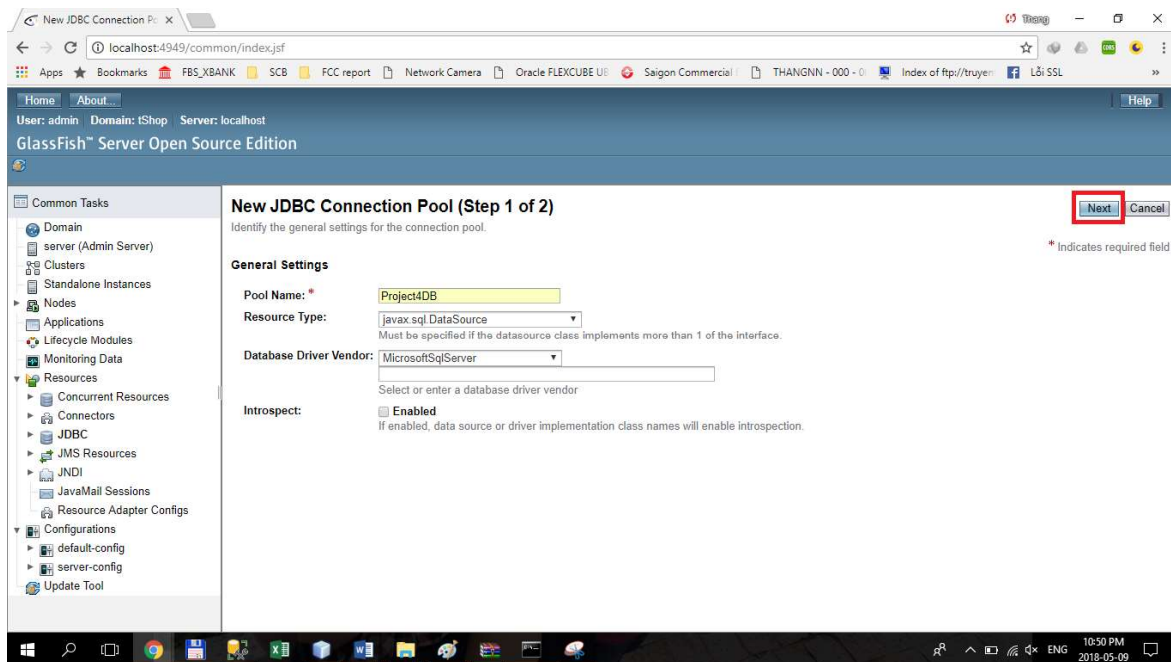 New JDBC Connection Po
Thang
localhost:4949/common/index.jsf
Apps Bookmarks FBS_XBANK SCB FCC report Network Camera Oracle FLEXCUBE UB Saigon Commercial THANGNN - 000 - 0 Index of ftp://truyen Lỗi SSL »
Home About... Help
User: admin Domain: tShop Server: localhost
GlassFish™ Server Open Source Edition
Common Tasks
Domain
server (Admin Server)
Clusters
Standalone Instances
Nodes
Applications
Lifecycle Modules
Monitoring Data
Resources
Concurrent Resources
Connectors
JDBC
JMS Resources
JNDI
JavaMail Sessions
Resource Adapter Configs
Configurations
default-config
server-config
Update Tool
New JDBC Connection Pool (Step 1 of 2)
Next Cancel
Identify the general settings for the connection pool.
* Indicates required field
General Settings
Pool Name: * Project4DB
Resource Type: javax.sql.DataSource
Must be specified if the datasource class implements more than 1 of the interface.
Database Driver Vendor: MicrosoftSqlServer
Select or enter a database driver vendor
Introspect: Enabled
If enabled, data source or driver implementation class names will enable introspection.
ENG
10:50 PM
2018-05-09